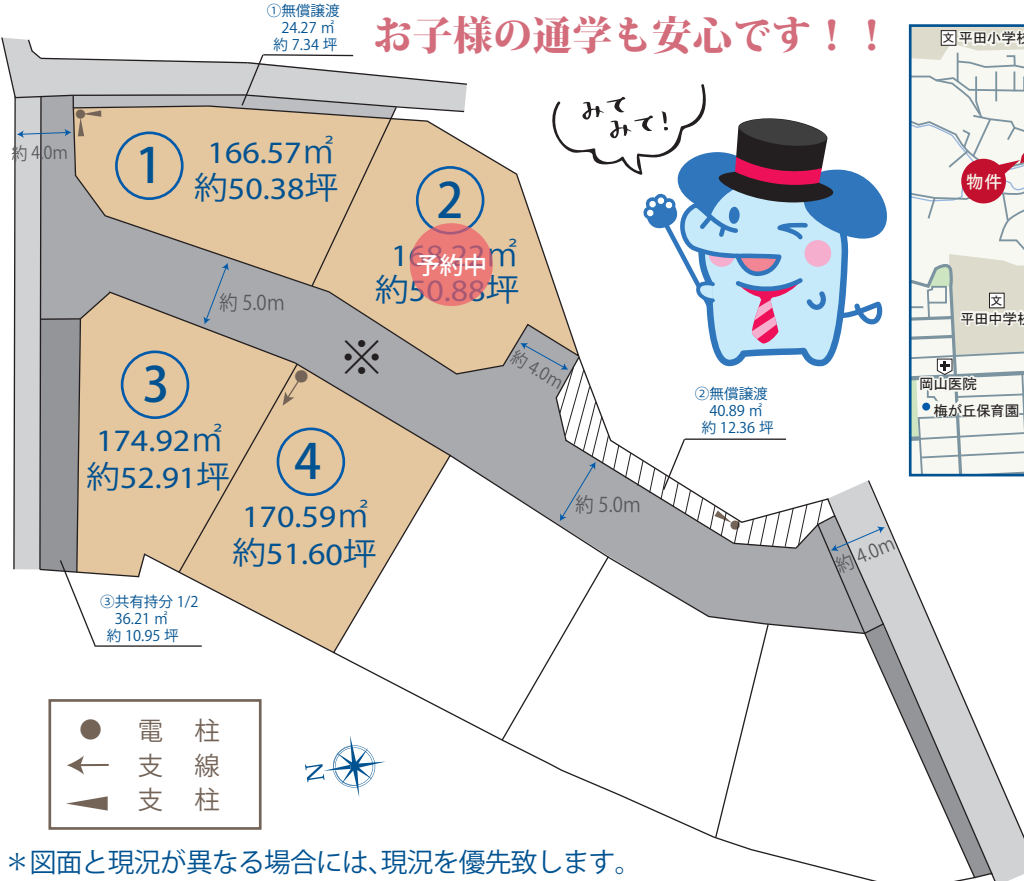 お子様の通学も安心です！！
①無償譲渡
24.27 ㎡
約 7.34 坪
約 4.0m
①
166.57㎡
約50.38坪
②
㎡
約50.88坪
予約中
みて
みて！
約 5.0m
※
約 4.0m
③
174.92㎡
約52.91坪
④
170.59㎡
約51.60坪
②無償譲渡
40.89 ㎡
約 12.36 坪
約 5.0m
約 4.0m
③共有持分 1/2
36.21 ㎡
約 10.95 坪
文平田小学校
物件
文
平田中学校
岡山医院
梅が丘保育園
電 柱
支 線
支 柱
N
＊図面と現況が異なる場合には、現況を優先致します。